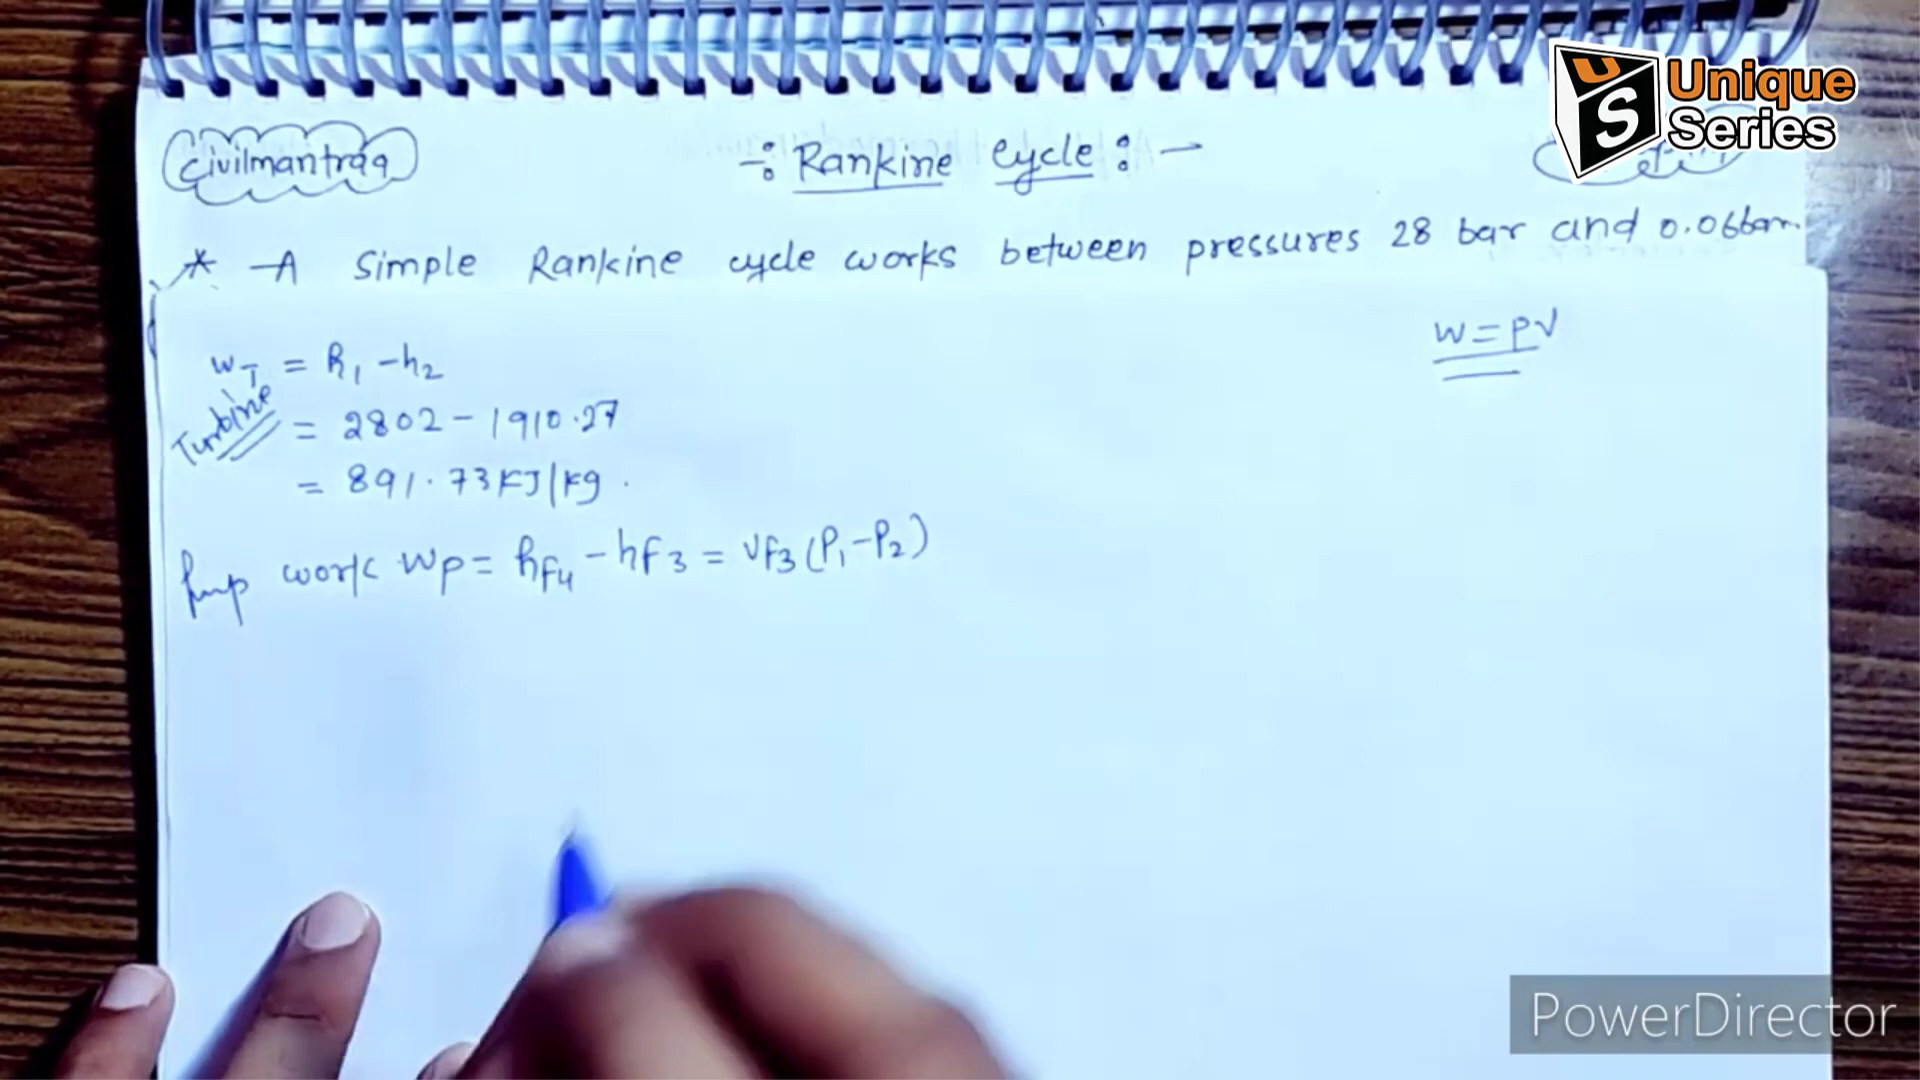 Unique
Series
civilmantraa
-: Rankine Cycle : -
* A Simple Rankine cycle works between pressures 28 bar and 0.06bar.
W = PV
WT = h1 - h2
Turbine
= 2802 - 1910.27
= 891.73 KJ/kg.
Pump work Wp = hf4 - hf3 = Vf3 (P1 - P2)
PowerDirector